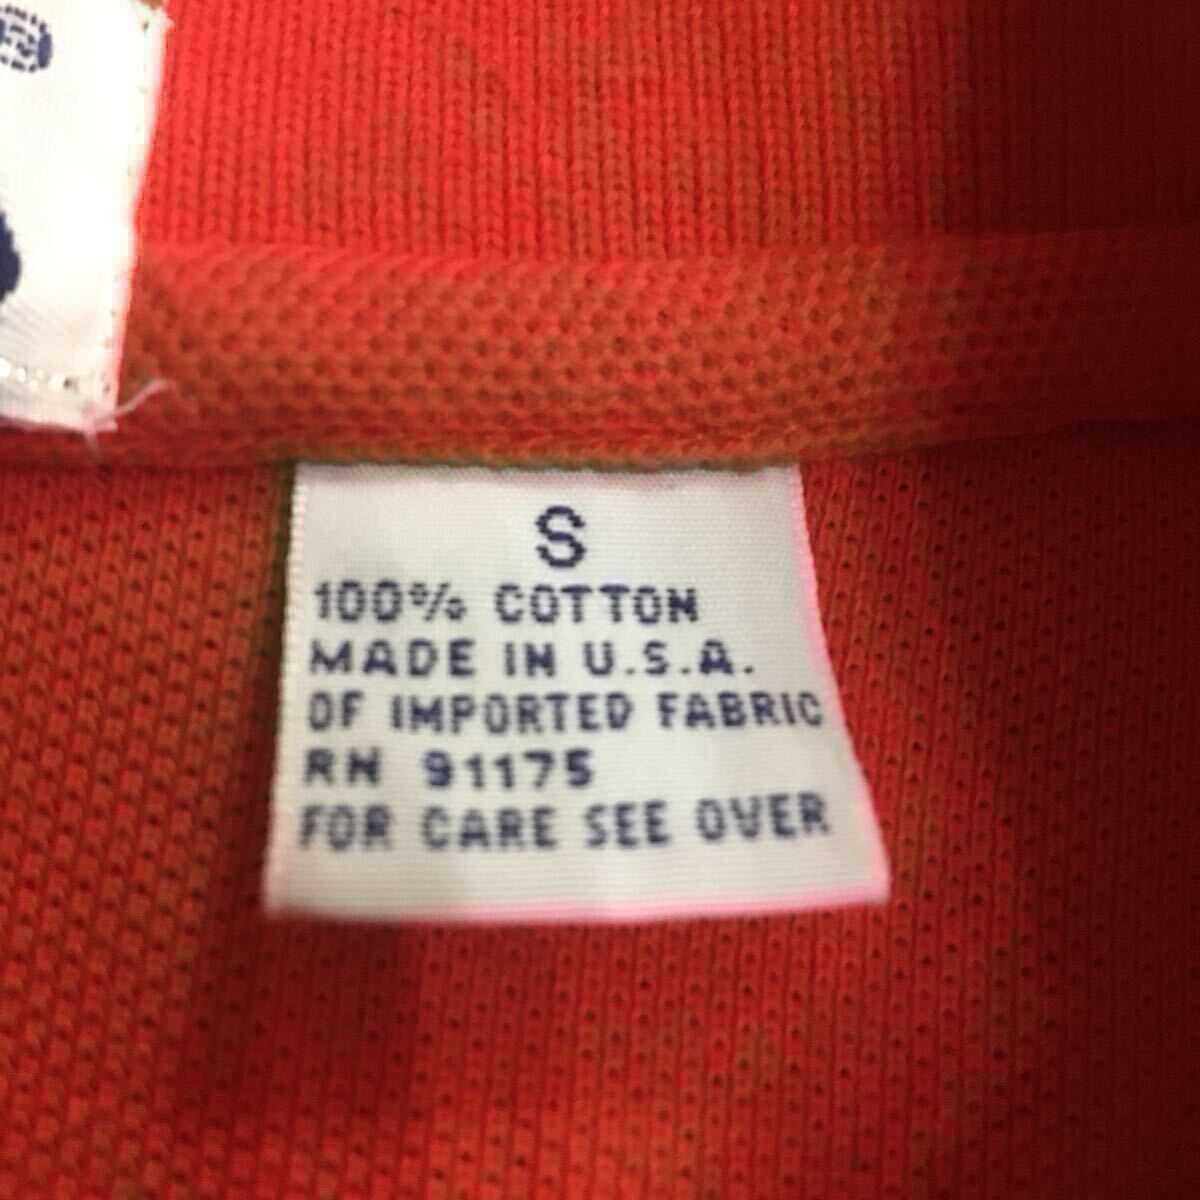 S
100% COTTON
MADE IN U.S.A.
OF IMPORTED FABRIC
RN 91175
FOR CARE SEE OVER